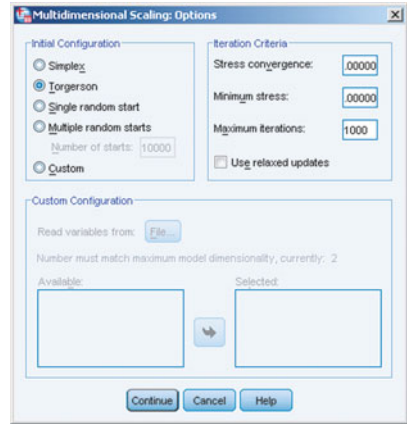 Multidimensional Scaling: Options
Initial Configuration
Simplex
Torgerson
Single random start
Multiple random starts
Number of starts: 10000
Custom
Iteration Criteria
Stress convergence: .00000
Minimum stress: .00000
Maximum iterations: 1000
Use relaxed updates
Custom Configuration
Read variables from: File...
Number must match maximum model dimensionality, currently: 2
Available:
Selected:
Continue Cancel Help